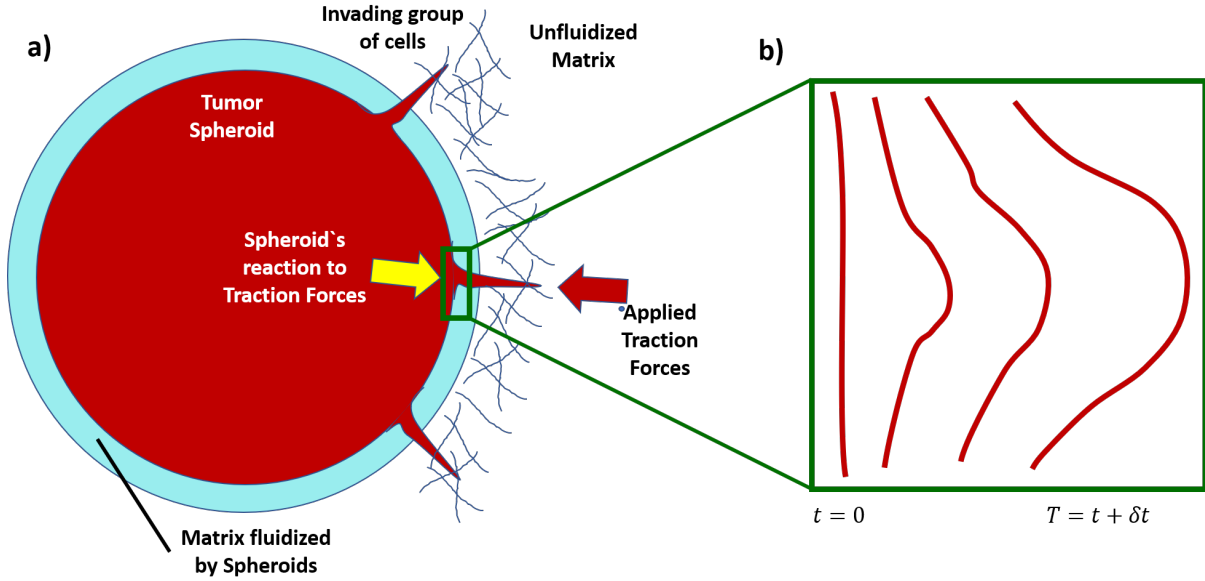 a)
Invading group
of cells
Unfluidized
Matrix
b)
Tumor
Spheroid
Spheroid`s
reaction to
Traction Forces
Applied
Traction
Forces
t = 0
T = t + δt
Matrix fluidized
by Spheroids